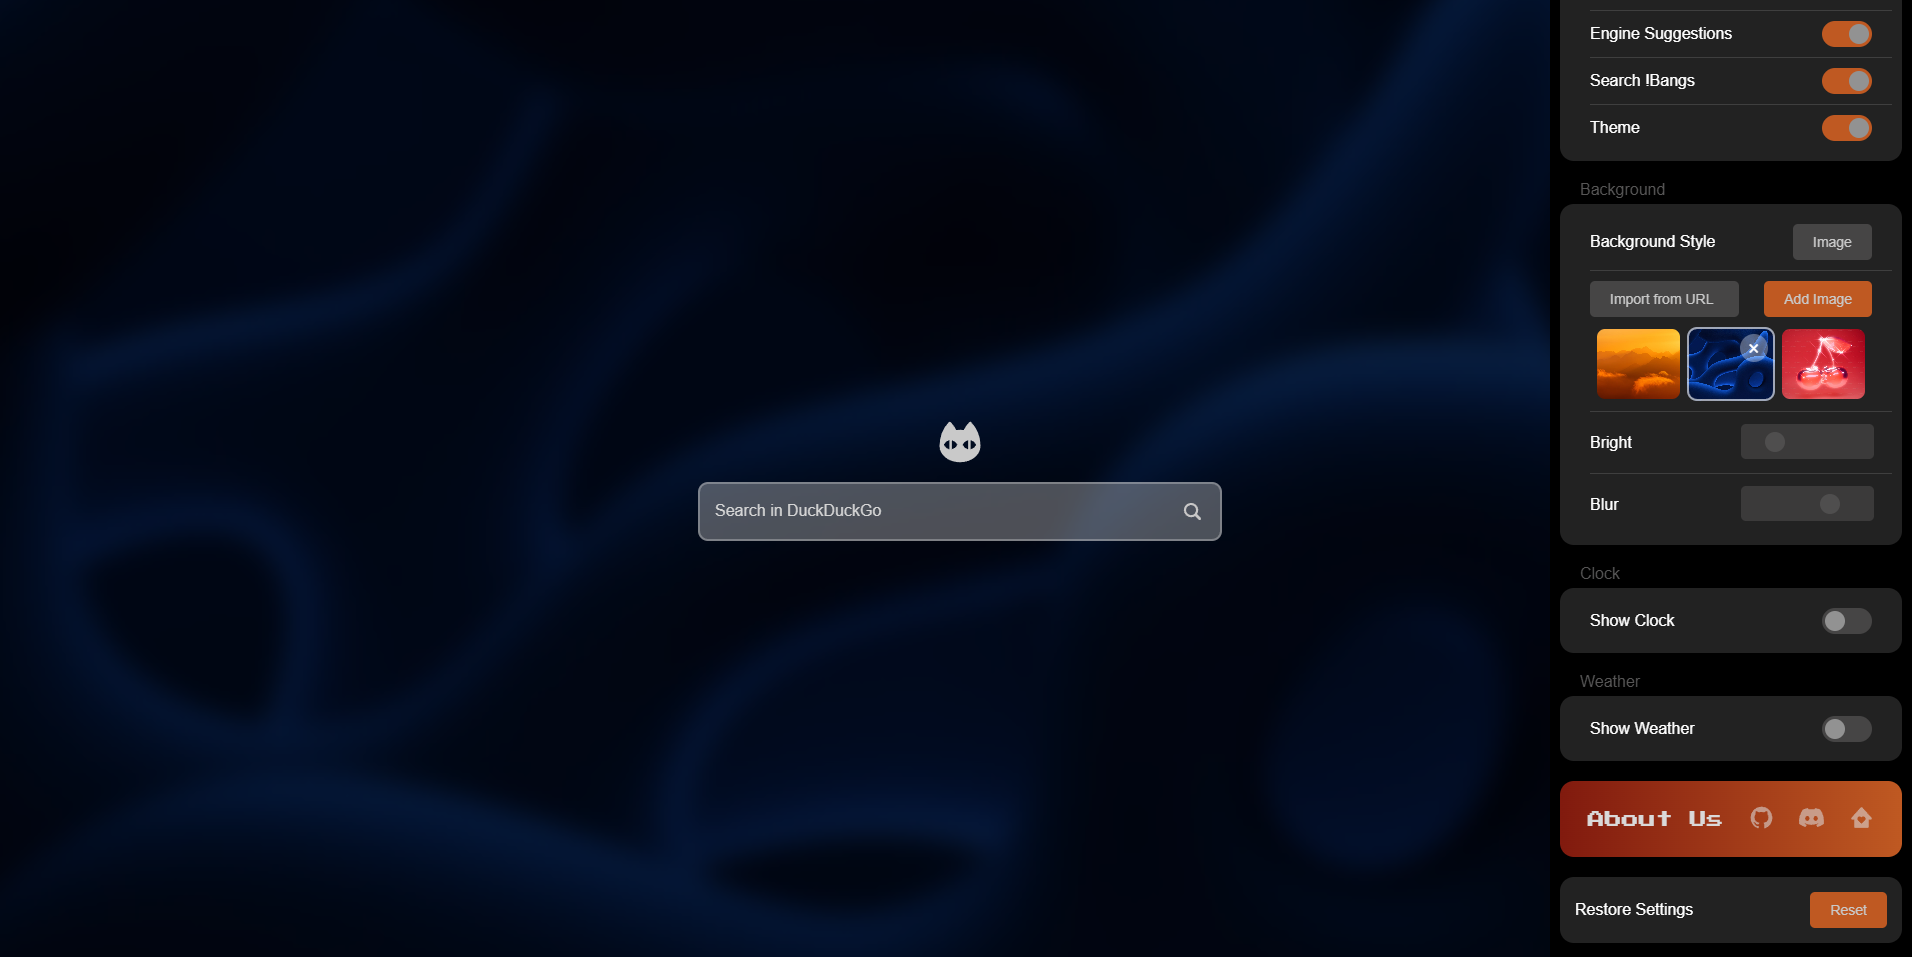 Engine Suggestions
Search !Bangs
Theme
Background
Background Style
Image
Import from URL
Add Image
Bright
Blur
Search in DuckDuckGo
Clock
Show Clock
Weather
Show Weather
About Us
Restore Settings
Reset